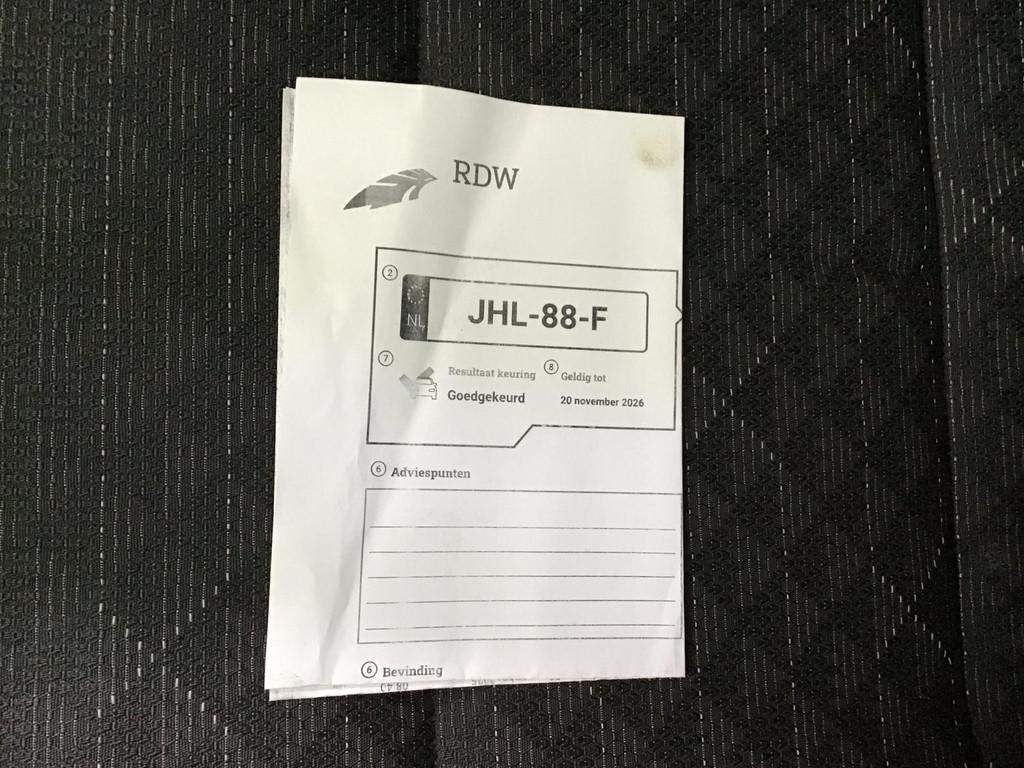 RDW
2
NL
JHL-88-F
7
Resultaat keuring
8
Geldig tot
Goedgekeurd
20 november 2026
6 Adviespunten
6 Bevinding